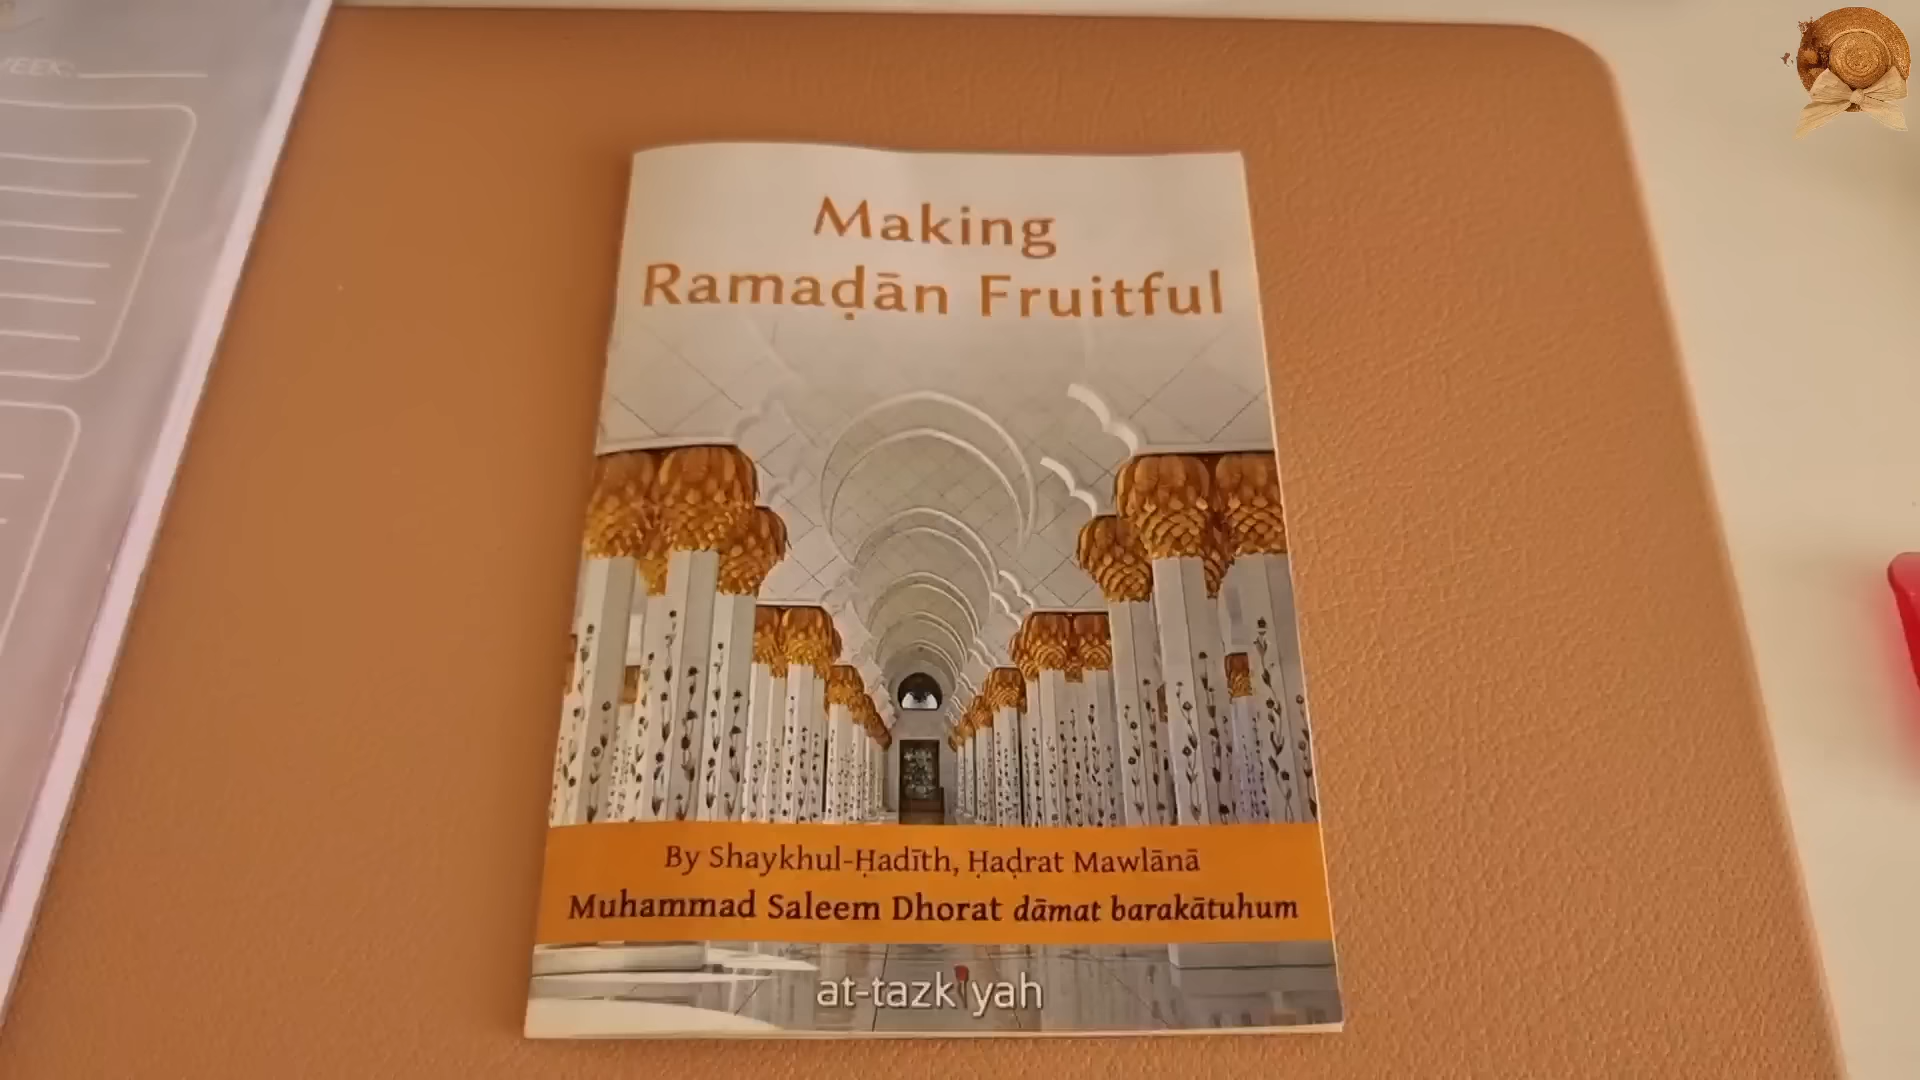 Making
Ramaḍān Fruitful
By Shaykhul-Ḥadīth, Ḥaḍrat Mawlānā
Muhammad Saleem Dhorat dāmat barakātuhum
at-tazkiyah